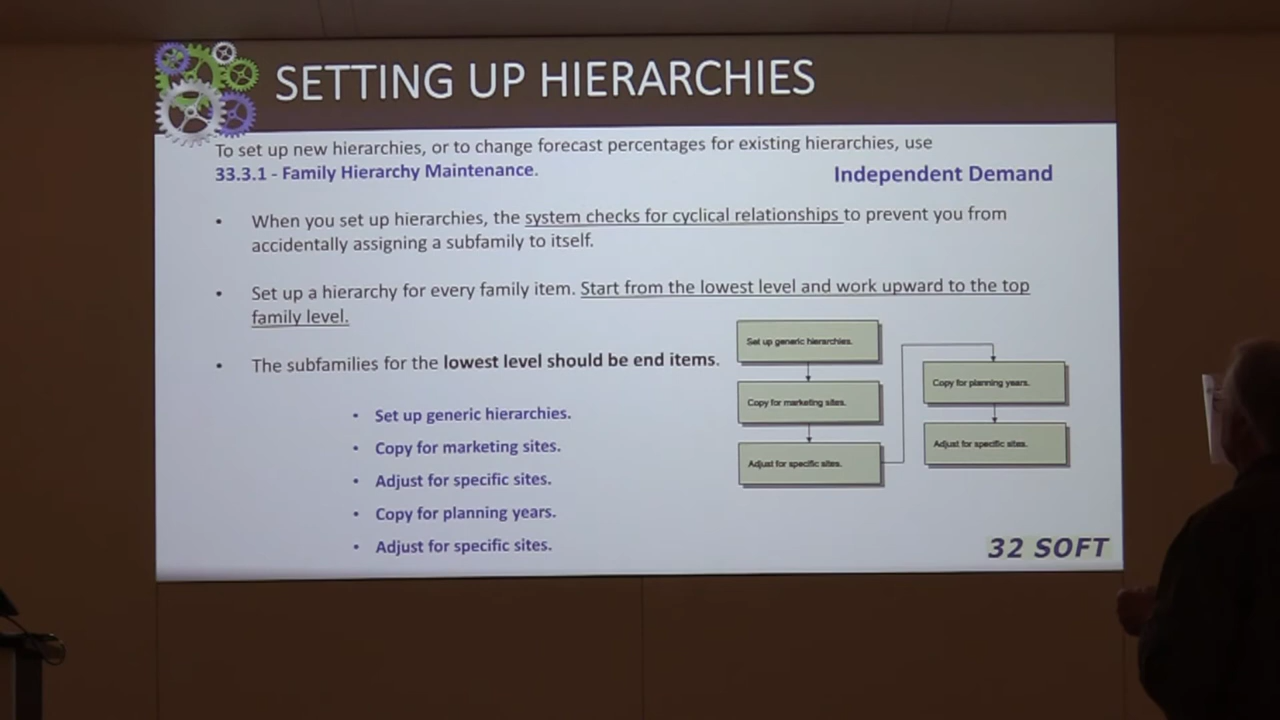 SETTING UP HIERARCHIES
To set up new hierarchies, or to change forecast percentages for existing hierarchies, use
33.3.1 - Family Hierarchy Maintenance.
Independent Demand
• When you set up hierarchies, the system checks for cyclical relationships to prevent you from
accidentally assigning a subfamily to itself.
• Set up a hierarchy for every family item. Start from the lowest level and work upward to the top
family level.
• The subfamilies for the lowest level should be end items.
• Set up generic hierarchies.
• Copy for marketing sites.
• Adjust for specific sites.
• Copy for planning years.
• Adjust for specific sites.
Set up generic hierarchies.
Copy for marketing sites.
Adjust for specific sites.
Copy for planning years.
Adjust for specific sites.
32 SOFT